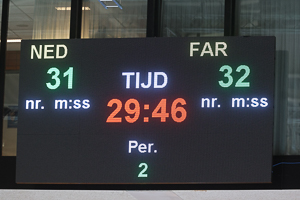 NED FAR
31 TIJD 32
nr. m:ss 29:46 nr. m:ss
Per.
2